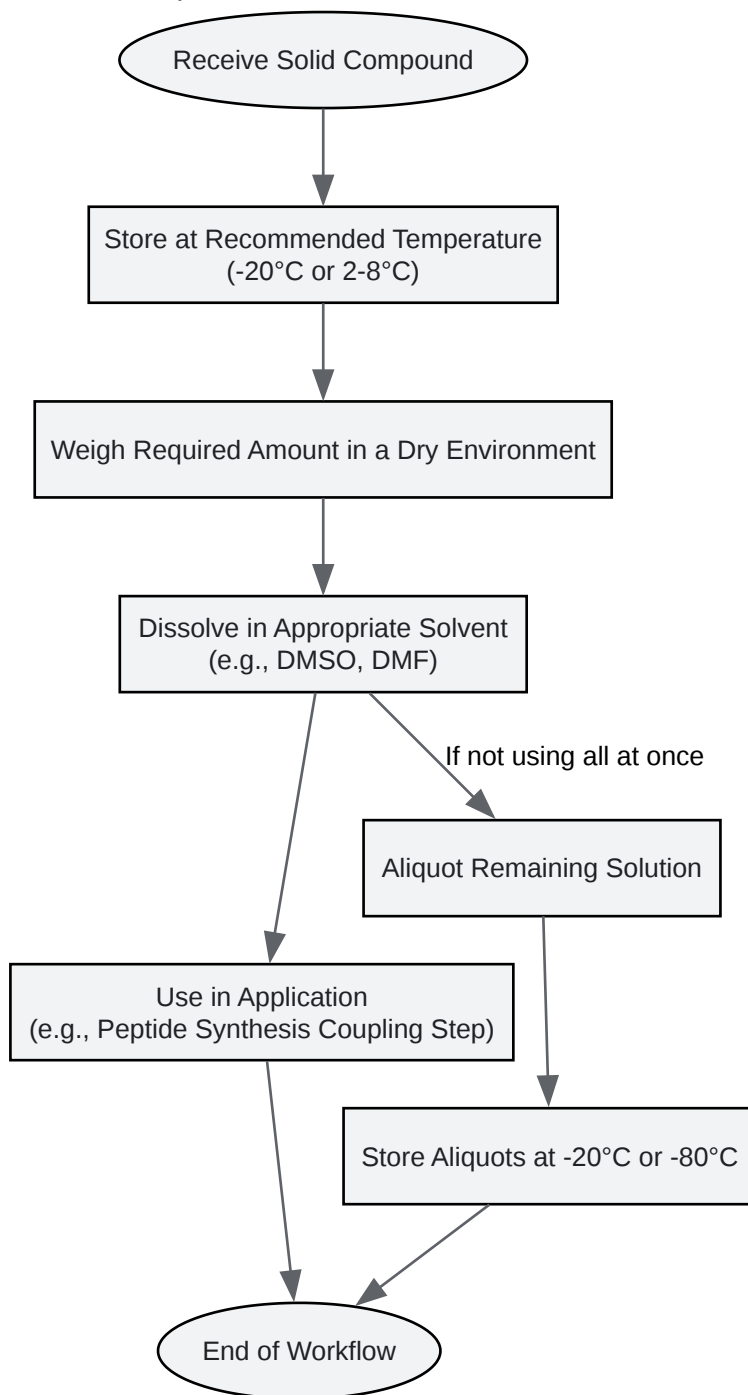 Receive Solid Compound
Store at Recommended Temperature
(-20°C or 2-8°C)
Weigh Required Amount in a Dry Environment
Dissolve in Appropriate Solvent
(e.g., DMSO, DMF)
If not using all at once
Aliquot Remaining Solution
Use in Application
(e.g., Peptide Synthesis Coupling Step)
Store Aliquots at -20°C or -80°C
End of Workflow